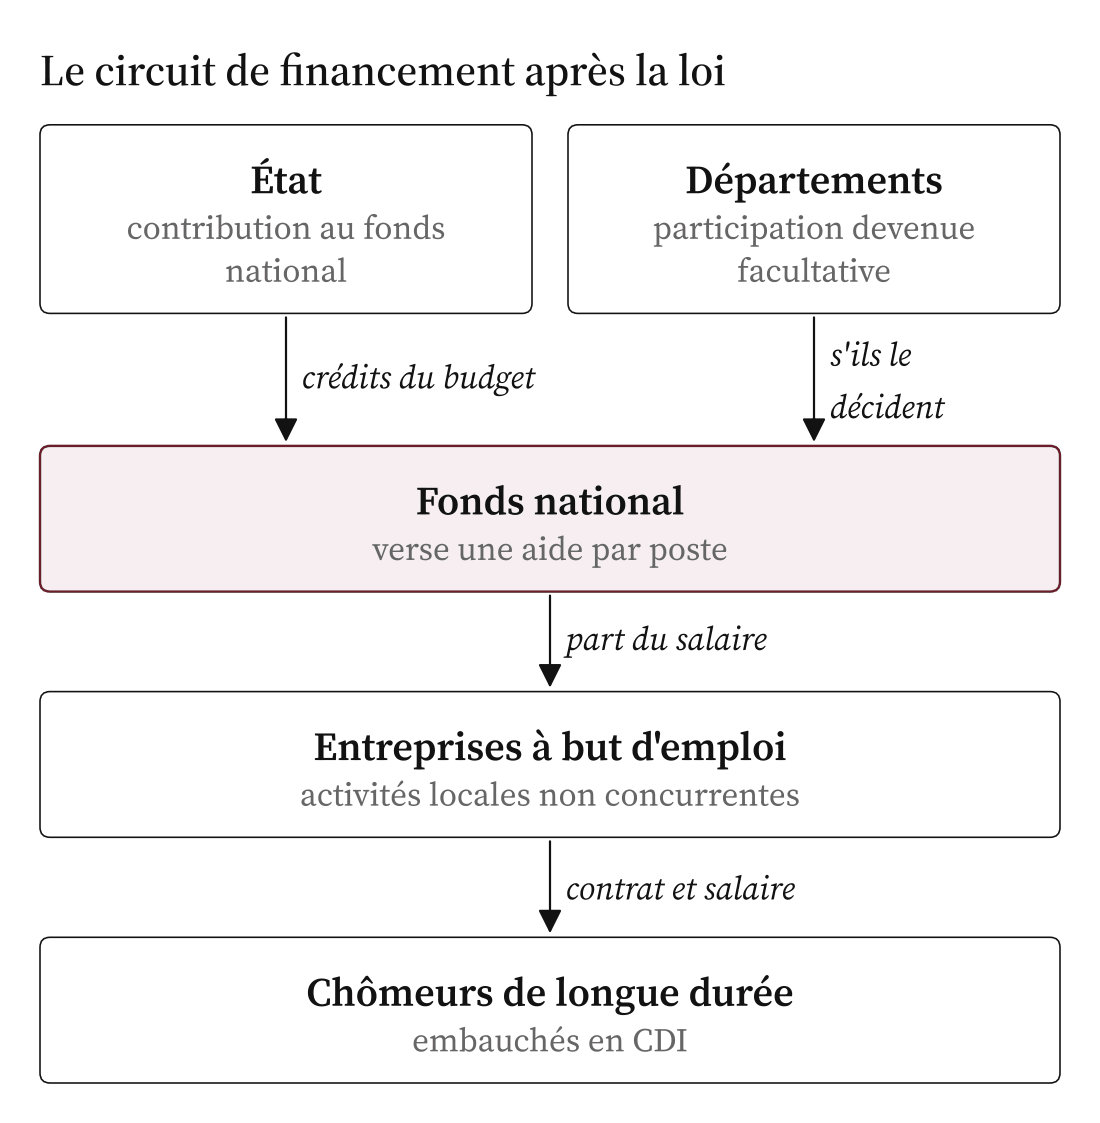 Le circuit de financement après la loi
État
contribution au fonds
national
Départements
participation devenue
facultative
crédits du budget
s'ils le
décident
Fonds national
verse une aide par poste
part du salaire
Entreprises à but d'emploi
activités locales non concurrentes
contrat et salaire
Chômeurs de longue durée
embauchés en CDI